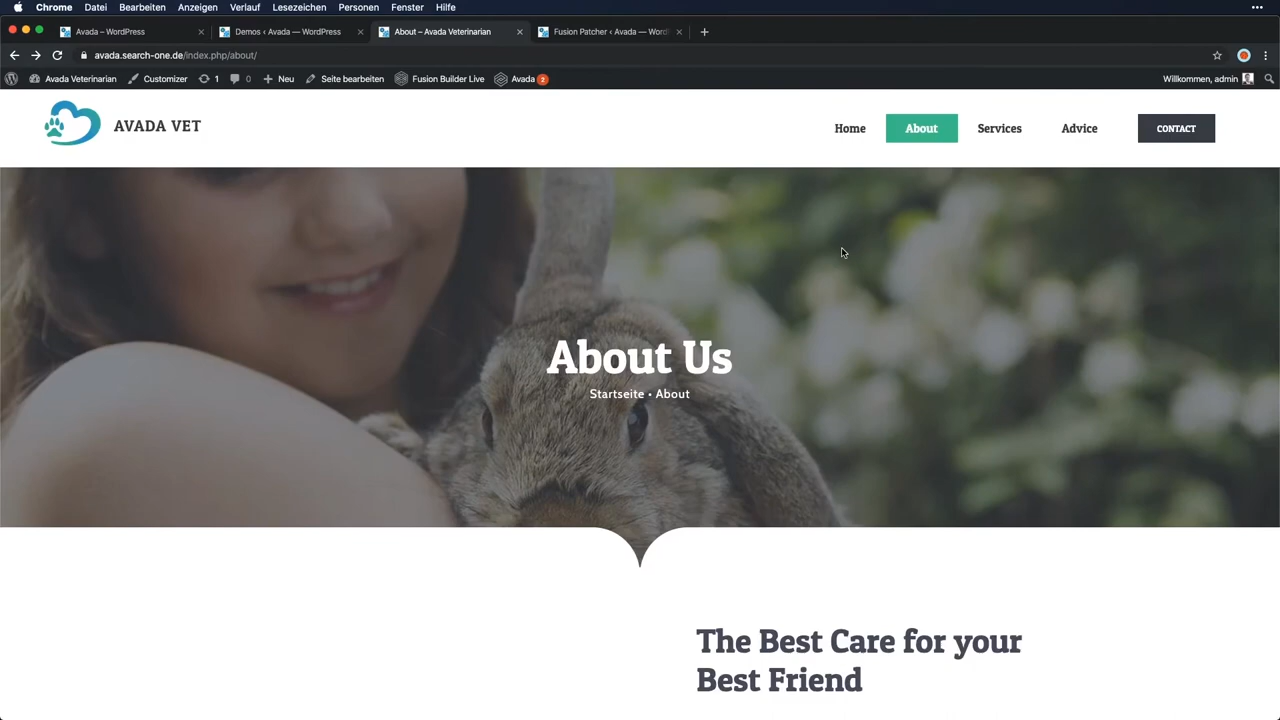 Chrome Datei Bearbeiten Anzeigen Verlauf Lesezeichen Personen Fenster Hilfe
Avada – WordPress
Demos ‹ Avada — WordPress
About – Avada Veterinarian
Fusion Patcher ‹ Avada — Word
avada.search-one.de/index.php/about/
Avada Veterinarian Customizer 1 0 Neu Seite bearbeiten Fusion Builder Live Avada 2 Willkommen, admin
AVADA VET
Home About Services Advice CONTACT
About Us
Startseite • About
The Best Care for your
Best Friend